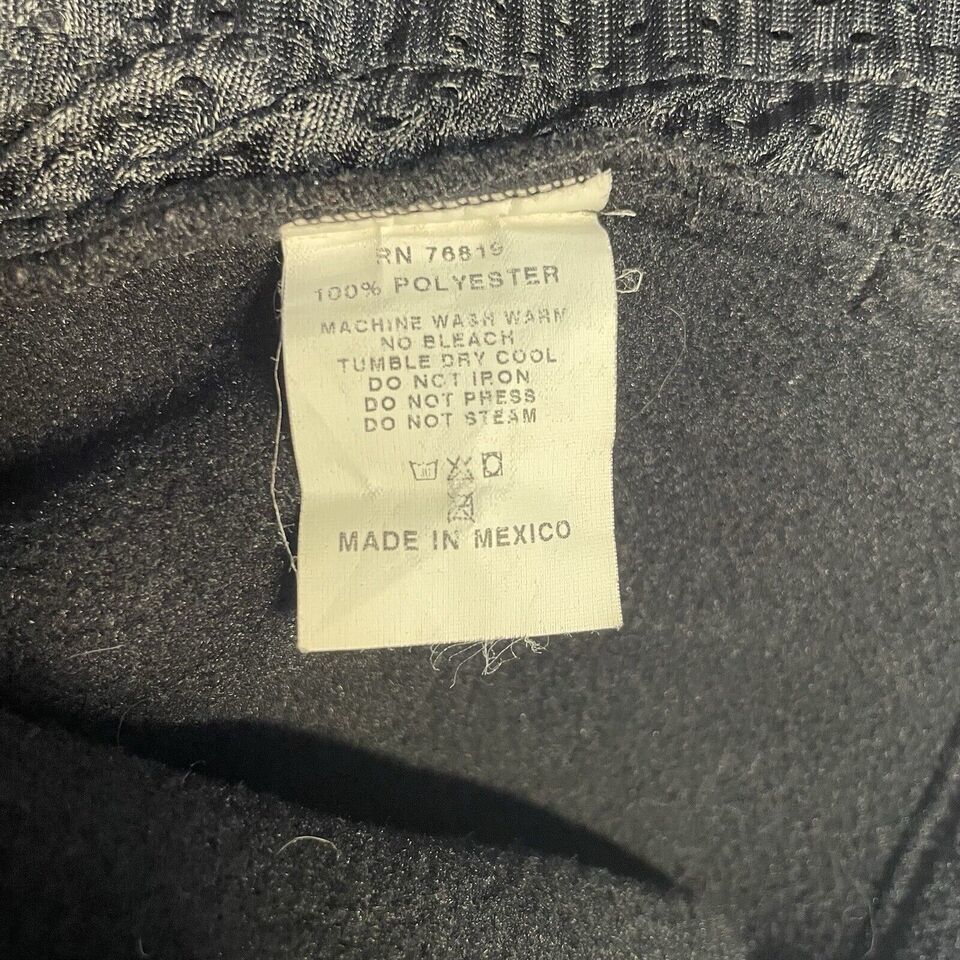 RN 76819
100% POLYESTER
MACHINE WASH WARM
NO BLEACH
TUMBLE DRY COOL
DO NOT IRON
DO NOT PRESS
DO NOT STEAM
MADE IN MEXICO